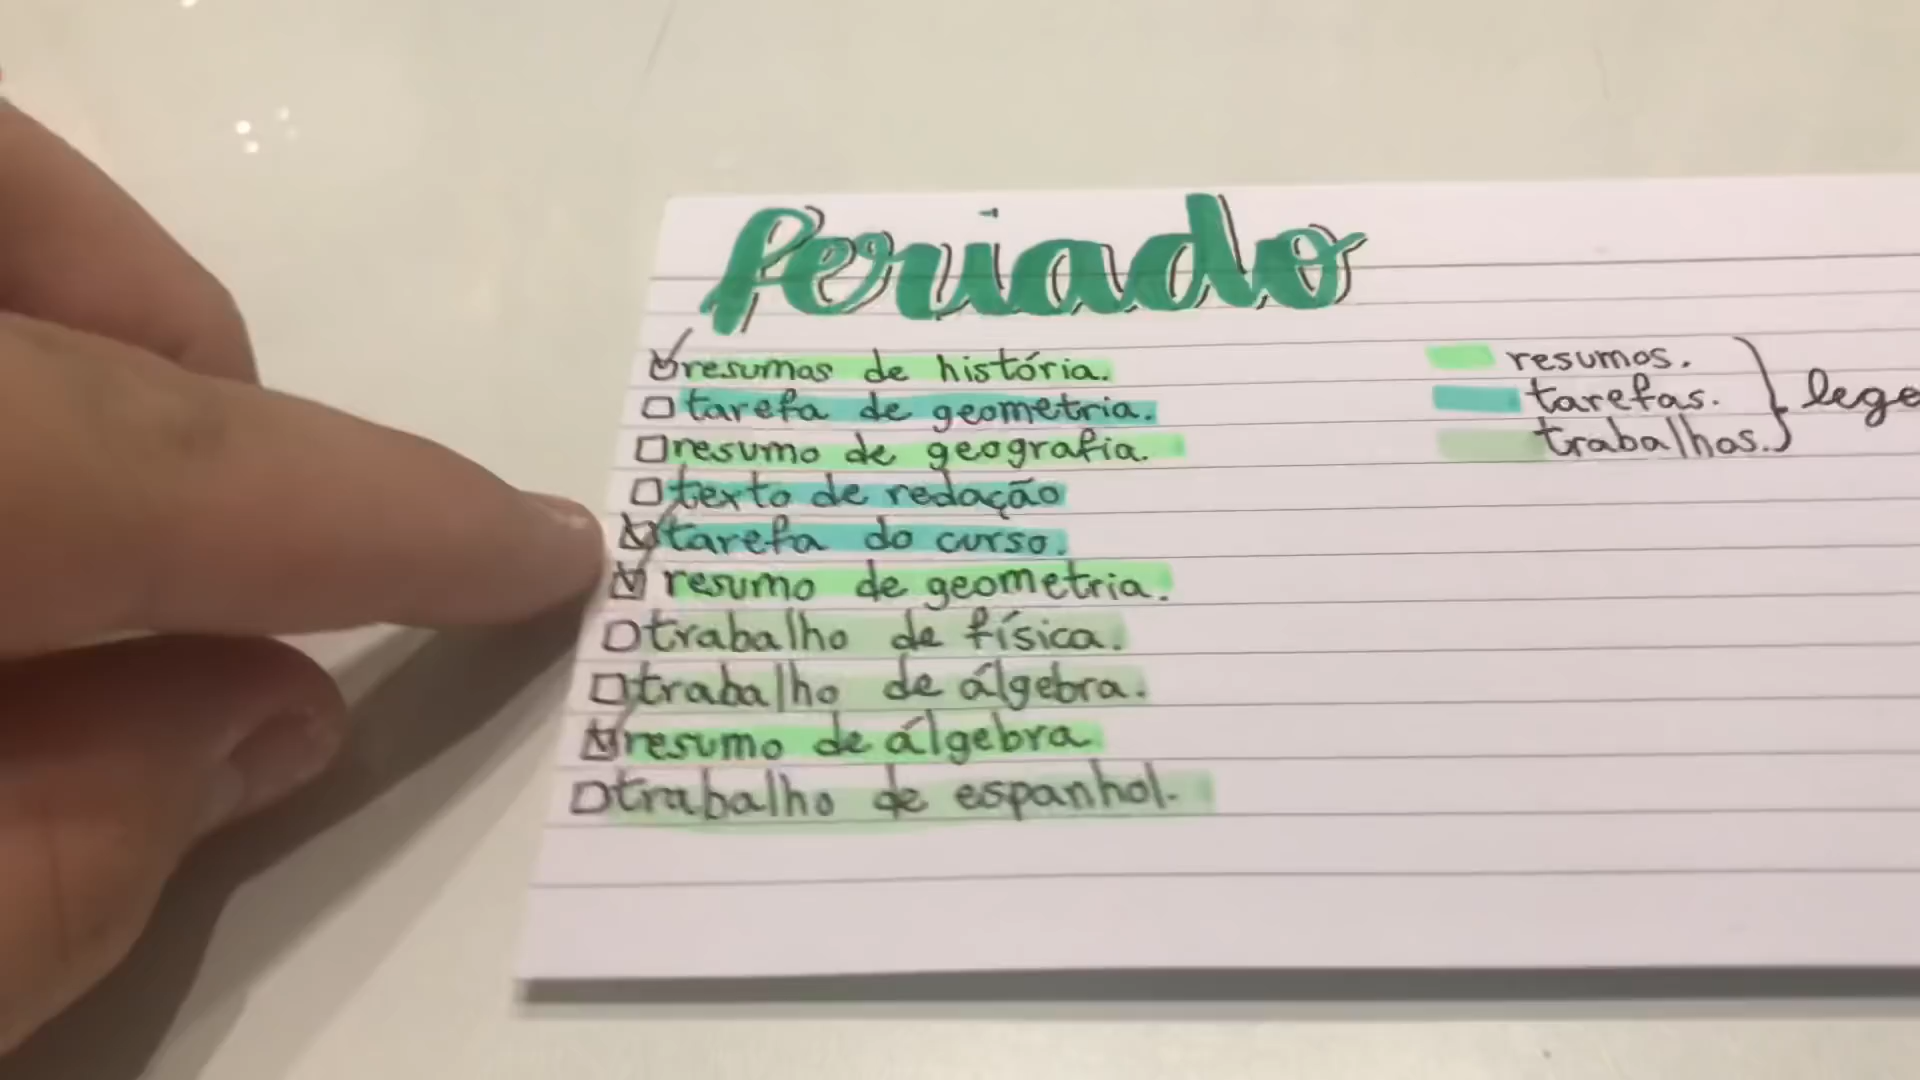 feriado
resumos de história.
tarefa de geometria.
resumo de geografia.
texto de redação
tarefa do curso.
resumo de geometria.
trabalho de física.
trabalho de álgebra.
resumo de álgebra
trabalho de espanhol.
resumos.
tarefas.
trabalhos.
lege